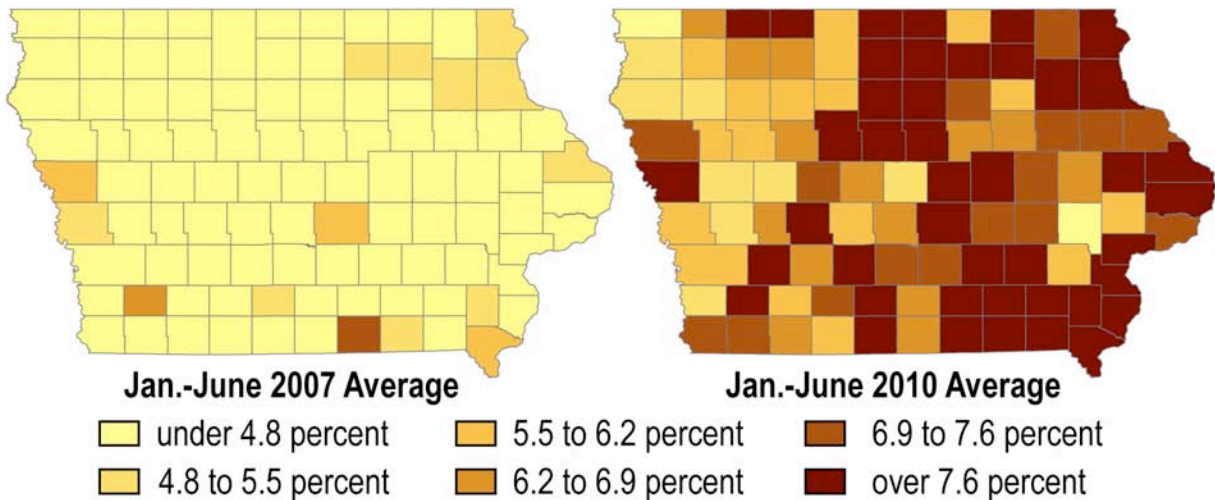 Jan.-June 2007 Average
Jan.-June 2010 Average
under 4.8 percent
5.5 to 6.2 percent
6.9 to 7.6 percent
4.8 to 5.5 percent
6.2 to 6.9 percent
over 7.6 percent